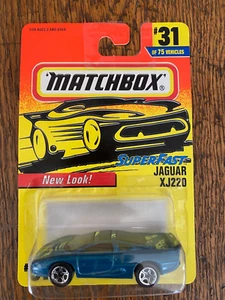 #31
OF 75 VEHICLES
MATCHBOX®
SUPERFAST
New Look!
JAGUAR
XJ220